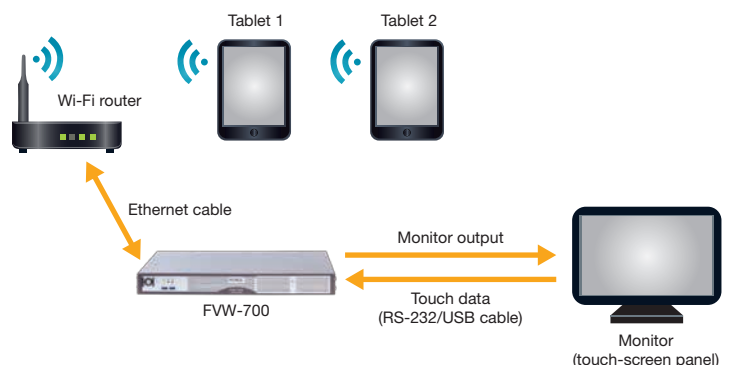 Tablet 1
Tablet 2
Wi-Fi router
Ethernet cable
Monitor output
FVW-700
Touch data
(RS-232/USB cable)
Monitor
(touch-screen panel)